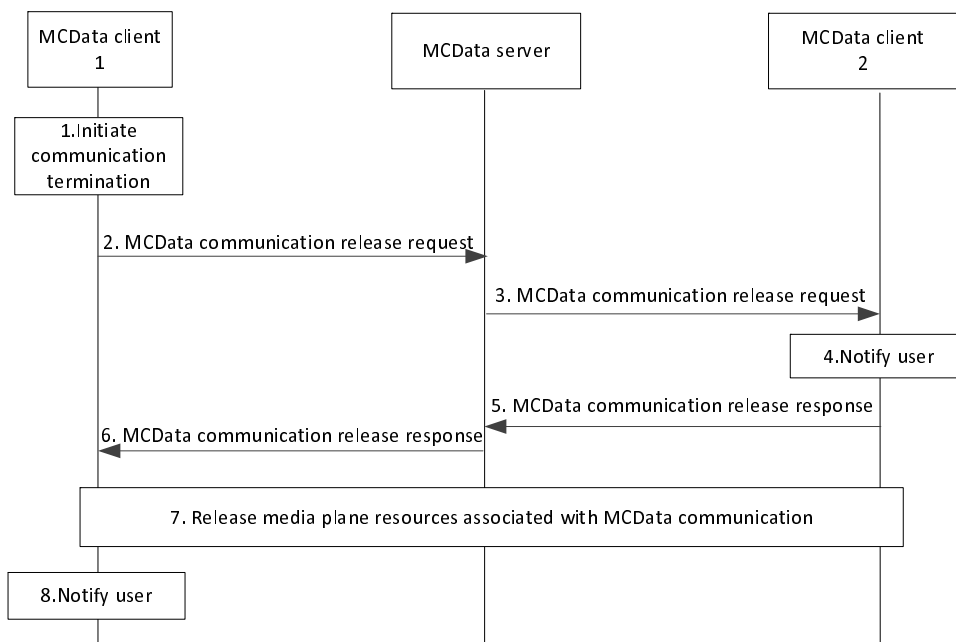 MCData client
1
MCData server
MCData client
2
1.Initiate
communication
termination
2. MCData communication release request
3. MCData communication release request
4.Notify user
5. MCData communication release response
6. MCData communication release response
7. Release media plane resources associated with MCData communication
8.Notify user